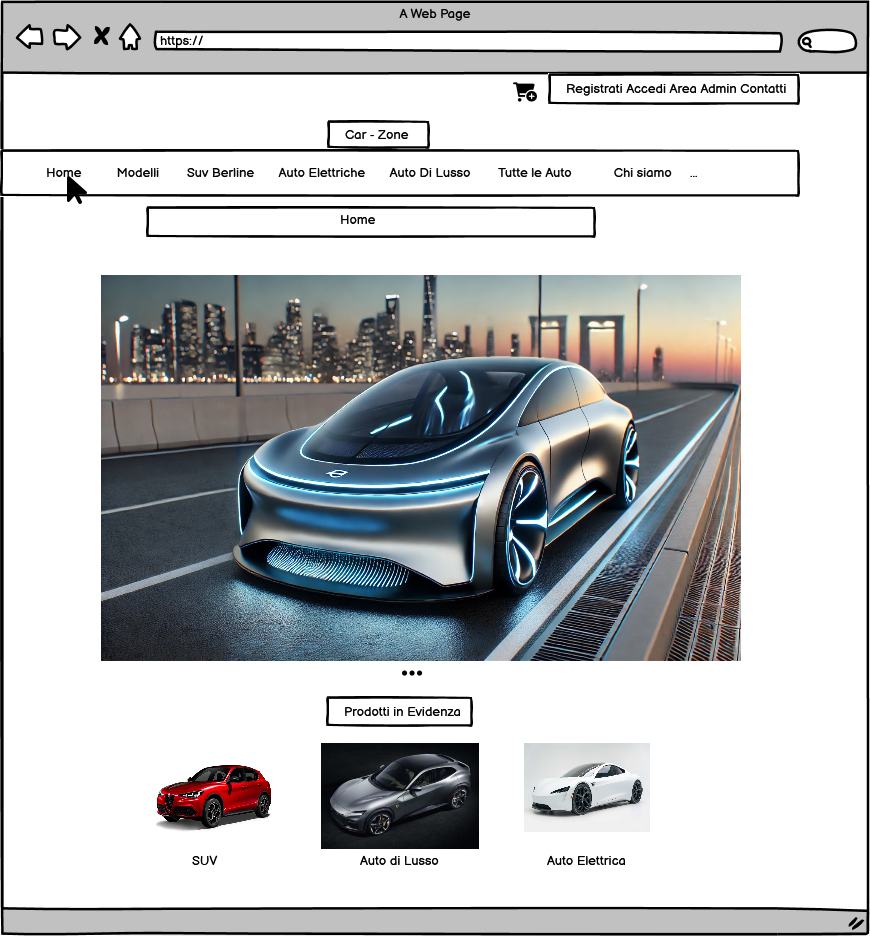 A Web Page
https://
Registrati Accedi Area Admin Contatti
Car - Zone
Home Modelli Suv Berline Auto Elettriche Auto Di Lusso Tutte le Auto Chi siamo ...
Home
Prodotti in Evidenza
SUV Auto di Lusso Auto Elettrica